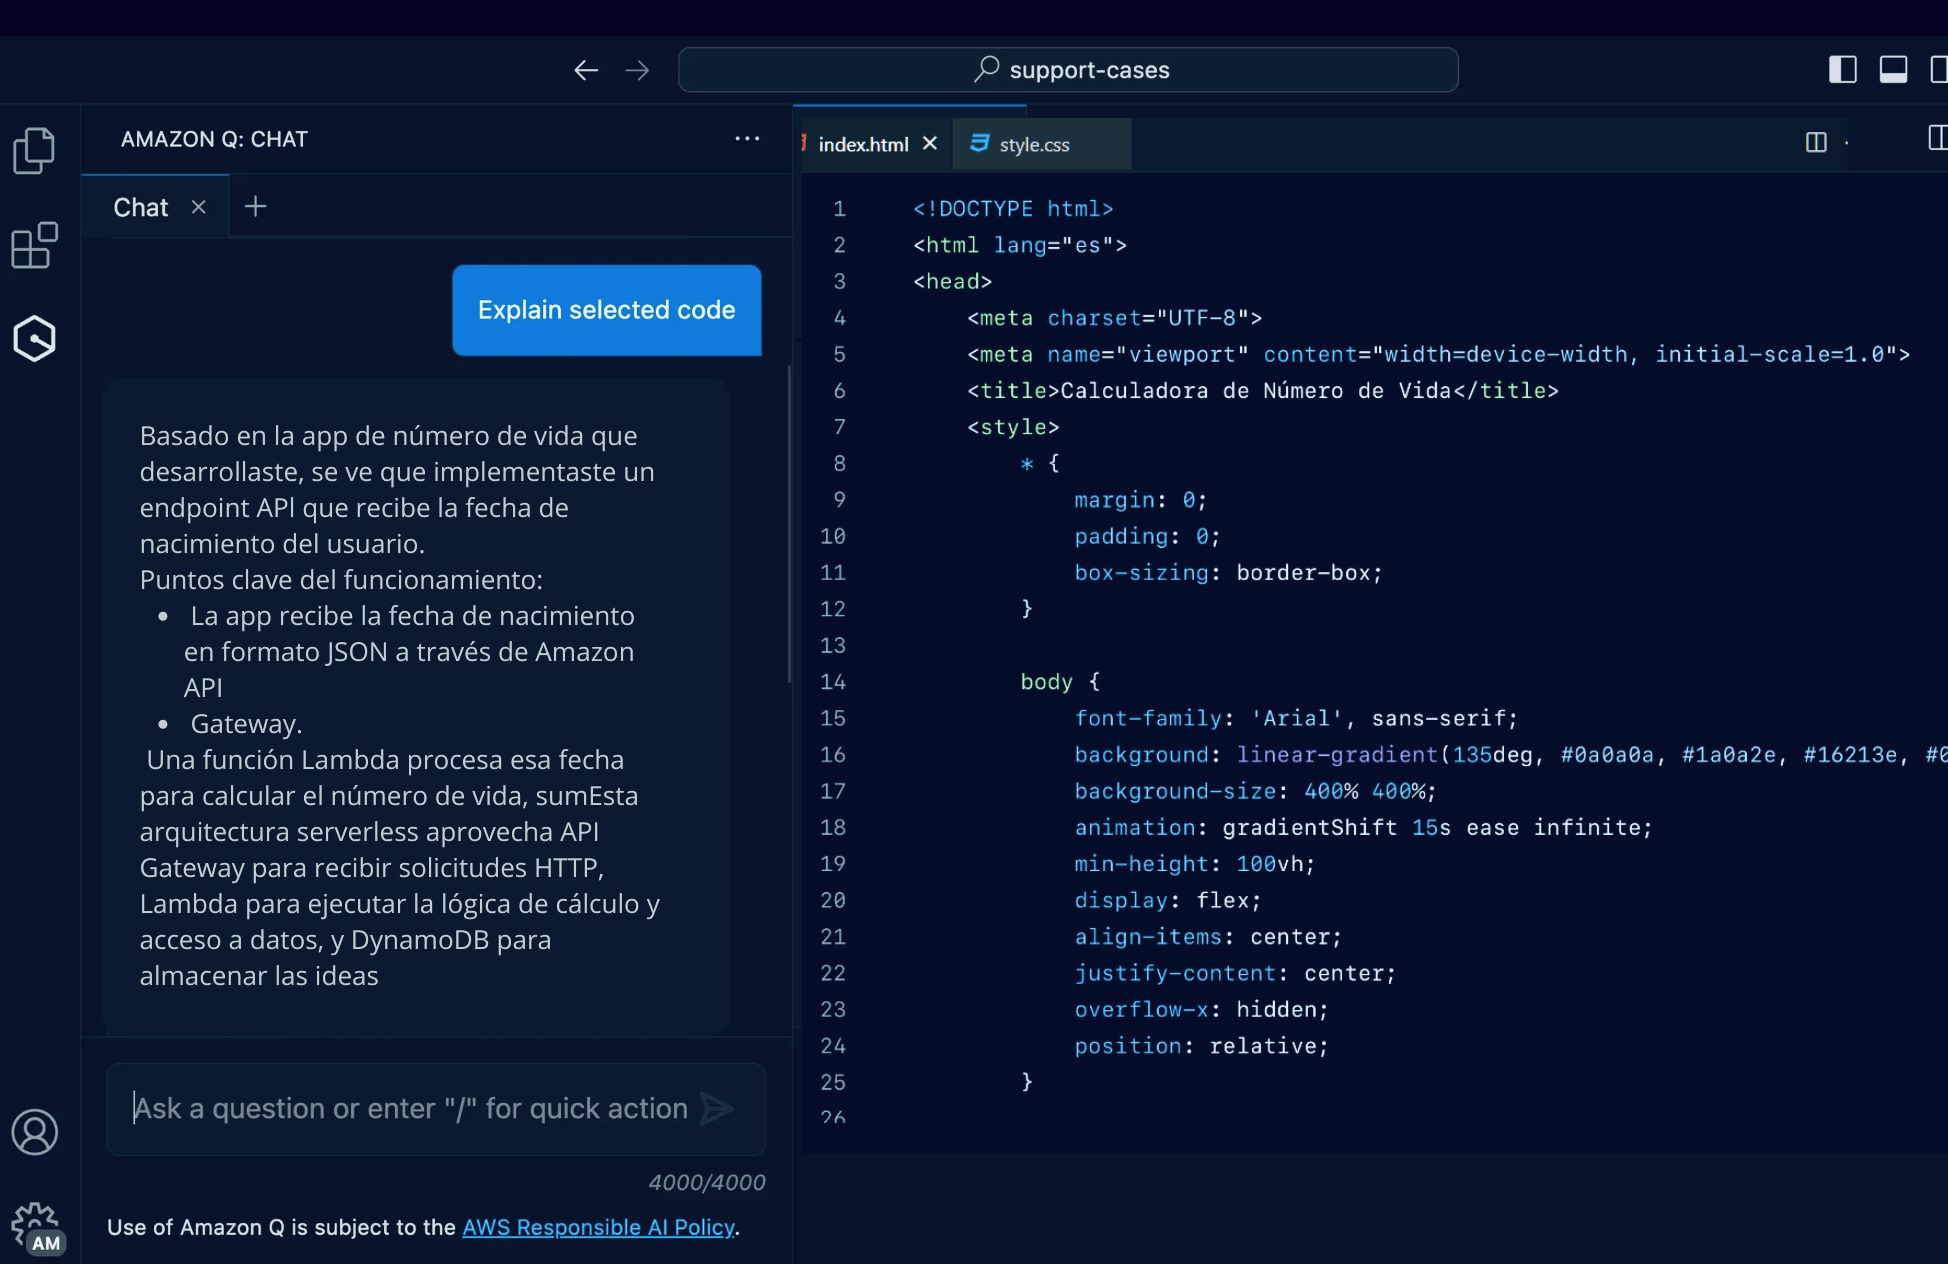 support-cases
AMAZON Q: CHAT
Chat
Explain selected code
Basado en la app de número de vida que
desarrollaste, se ve que implementaste un
endpoint API que recibe la fecha de
nacimiento del usuario.
Puntos clave del funcionamiento:
• La app recibe la fecha de nacimiento
en formato JSON a través de Amazon
API
• Gateway.
Una función Lambda procesa esa fecha
para calcular el número de vida, sumEsta
arquitectura serverless aprovecha API
Gateway para recibir solicitudes HTTP,
Lambda para ejecutar la lógica de cálculo y
acceso a datos, y DynamoDB para
almacenar las ideas
Ask a question or enter "/" for quick action
4000/4000
Use of Amazon Q is subject to the AWS Responsible AI Policy.
AM
index.html
style.css
1 <!DOCTYPE html>
2 <html lang="es">
3 <head>
4 <meta charset="UTF-8">
5 <meta name="viewport" content="width=device-width, initial-scale=1.0">
6 <title>Calculadora de Número de Vida</title>
7 <style>
8 * {
9 margin: 0;
10 padding: 0;
11 box-sizing: border-box;
12 }
13
14 body {
15 font-family: 'Arial', sans-serif;
16 background: linear-gradient(135deg, #0a0a0a, #1a0a2e, #16213e, #0
17 background-size: 400% 400%;
18 animation: gradientShift 15s ease infinite;
19 min-height: 100vh;
20 display: flex;
21 align-items: center;
22 justify-content: center;
23 overflow-x: hidden;
24 position: relative;
25 }
26